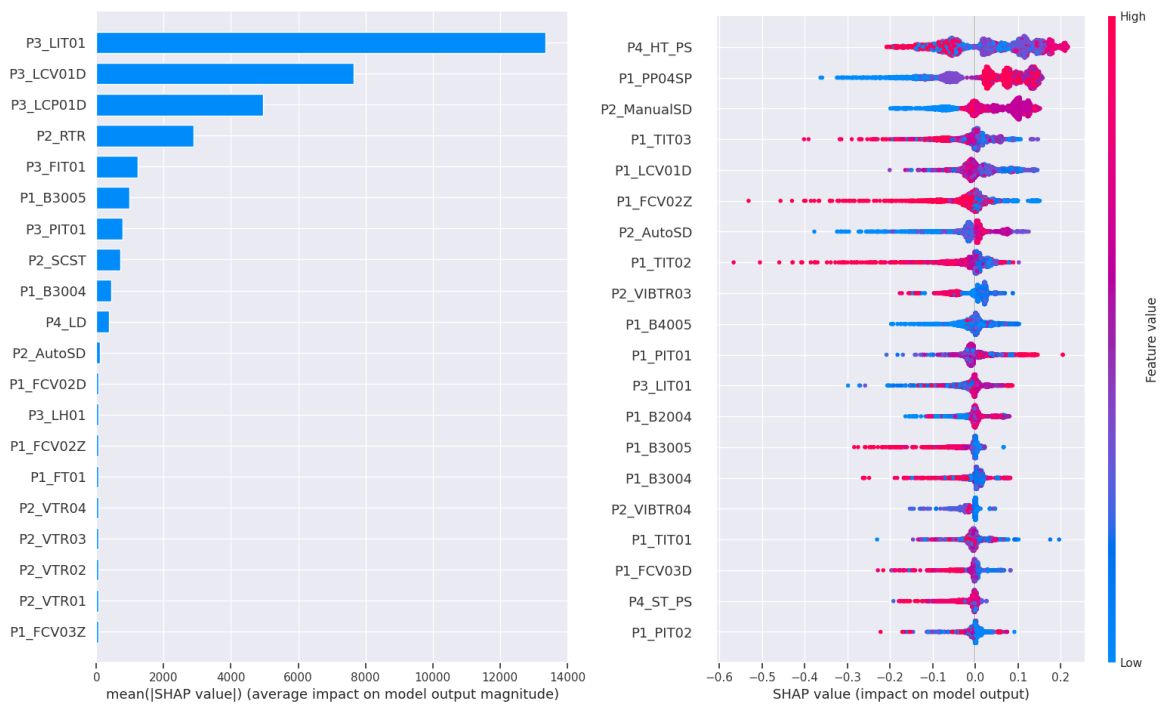 P3_LIT01
P3_LCV01D
P3_LCP01D
P2_RTR
P3_FIT01
P1_B3005
P3_PIT01
P2_SCST
P1_B3004
P4_LD
P2_AutoSD
P1_FCV02D
P3_LH01
P1_FCV02Z
P1_FT01
P2_VTR04
P2_VTR03
P2_VTR02
P2_VTR01
P1_FCV03Z
0 2000 4000 6000 8000 10000 12000 14000
mean(|SHAP value|) (average impact on model output magnitude)
P4_HT_PS
P1_PP04SP
P2_ManualSD
P1_TIT03
P1_LCV01D
P1_FCV02Z
P2_AutoSD
P1_TIT02
P2_VIBTR03
P1_B4005
P1_PIT01
P3_LIT01
P1_B2004
P1_B3005
P1_B3004
P2_VIBTR04
P1_TIT01
P1_FCV03D
P4_ST_PS
P1_PIT02
−0.6 −0.5 −0.4 −0.3 −0.2 −0.1 0.0 0.1 0.2
SHAP value (impact on model output)
High
Feature value
Low